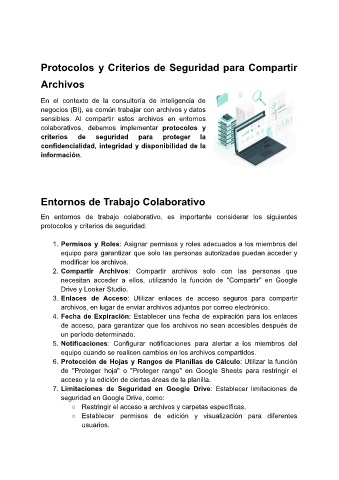 Protocolos y Criterios de Seguridad para Compartir
Archivos
En el contexto de la consultoría de inteligencia de
negocios (BI), es común trabajar con archivos y datos
sensibles. Al compartir estos archivos en entornos
colaborativos, debemos implementar protocolos y
criterios de seguridad para proteger la
confidencialidad, integridad y disponibilidad de la
información.
Entornos de Trabajo Colaborativo
En entornos de trabajo colaborativo, es importante considerar los siguientes
protocolos y criterios de seguridad:
1. Permisos y Roles: Asignar permisos y roles adecuados a los miembros del
equipo para garantizar que solo las personas autorizadas puedan acceder y
modificar los archivos.
2. Compartir Archivos: Compartir archivos solo con las personas que
necesitan acceder a ellos, utilizando la función de "Compartir" en Google
Drive y Looker Studio.
3. Enlaces de Acceso: Utilizar enlaces de acceso seguros para compartir
archivos, en lugar de enviar archivos adjuntos por correo electrónico.
4. Fecha de Expiración: Establecer una fecha de expiración para los enlaces
de acceso, para garantizar que los archivos no sean accesibles después de
un período determinado.
5. Notificaciones: Configurar notificaciones para alertar a los miembros del
equipo cuando se realicen cambios en los archivos compartidos.
6. Protección de Hojas y Rangos de Planillas de Cálculo: Utilizar la función
de "Proteger hoja" o "Proteger rango" en Google Sheets para restringir el
acceso y la edición de ciertas áreas de la planilla.
7. Limitaciones de Seguridad en Google Drive: Establecer limitaciones de
seguridad en Google Drive, como:
○ Restringir el acceso a archivos y carpetas específicas.
○ Establecer permisos de edición y visualización para diferentes
usuarios.